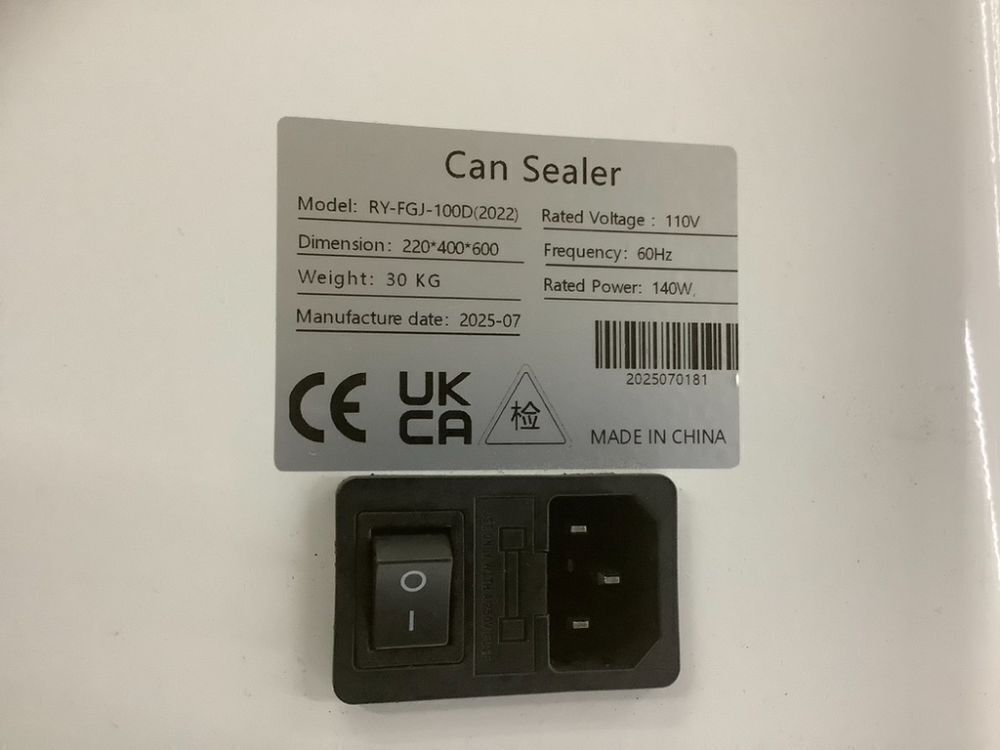 Can Sealer
Model: RY-FGJ-100D(2022)
Rated Voltage : 110V
Dimension: 220*400*600
Frequency: 60Hz
Weight: 30 KG
Rated Power: 140W,
Manufacture date: 2025-07
2025070181
CE
UK
CA
检
MADE IN CHINA
O
I